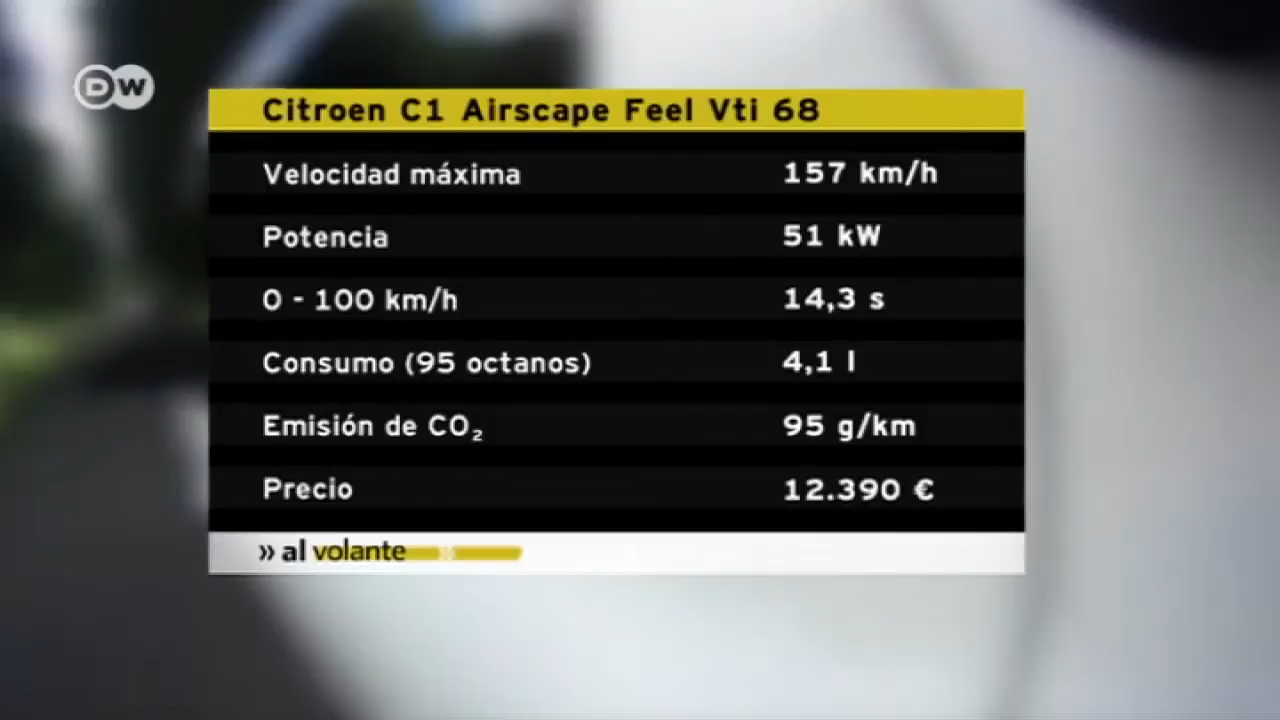 DW
Citroen C1 Airscape Feel Vti 68
Velocidad máxima 157 km/h
Potencia 51 kW
0 - 100 km/h 14,3 s
Consumo (95 octanos) 4,1 l
Emisión de CO₂ 95 g/km
Precio 12.390 €
» al volante